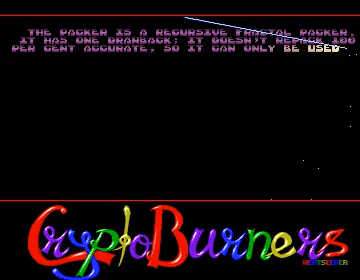 THE PACKER IS A RECURSIVE FRACTAL PACKER.
IT HAS ONE DRAWBACK; IT DOESN'T REPACK 100
PER CENT ACCURATE, SO IT CAN ONLY BE USED
CryptoBurners